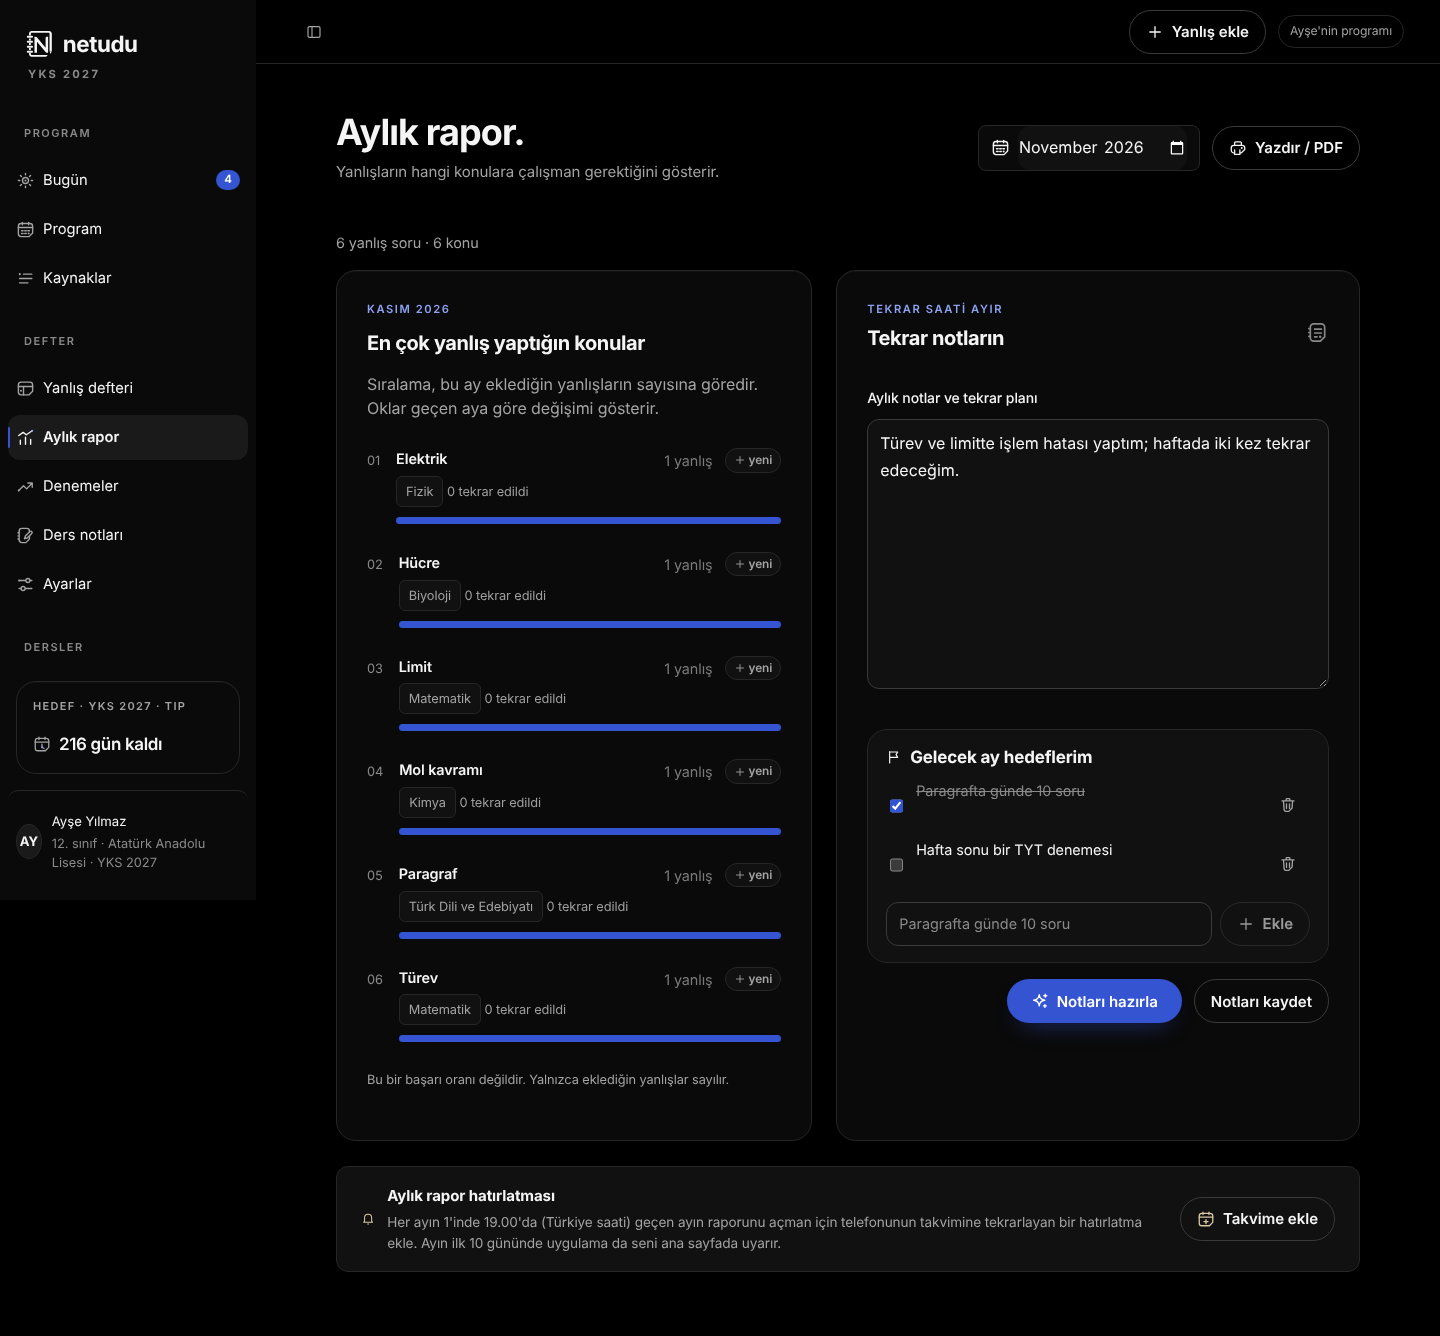 netudu
YKS 2027
PROGRAM
Bugün
4
Program
Kaynaklar
DEFTER
Yanlış defteri
Aylık rapor
Denemeler
Ders notları
Ayarlar
DERSLER
HEDEF · YKS 2027 · TIP
216 gün kaldı
AY
Ayşe Yılmaz
12. sınıf · Atatürk Anadolu
Lisesi · YKS 2027
Yanlış ekle
Ayşe'nin programı
Aylık rapor.
Yanlışların hangi konulara çalışman gerektiğini gösterir.
November 2026
Yazdır / PDF
6 yanlış soru · 6 konu
KASIM 2026
En çok yanlış yaptığın konular
Sıralama, bu ay eklediğin yanlışların sayısına göredir.
Oklar geçen aya göre değişimi gösterir.
01 Elektrik 1 yanlış + yeni
Fizik 0 tekrar edildi
02 Hücre 1 yanlış + yeni
Biyoloji 0 tekrar edildi
03 Limit 1 yanlış + yeni
Matematik 0 tekrar edildi
04 Mol kavramı 1 yanlış + yeni
Kimya 0 tekrar edildi
05 Paragraf 1 yanlış + yeni
Türk Dili ve Edebiyatı 0 tekrar edildi
06 Türev 1 yanlış + yeni
Matematik 0 tekrar edildi
Bu bir başarı oranı değildir. Yalnızca eklediğin yanlışlar sayılır.
TEKRAR SAATİ AYIR
Tekrar notların
Aylık notlar ve tekrar planı
Türev ve limitte işlem hatası yaptım; haftada iki kez tekrar
edeceğim.
Gelecek ay hedeflerim
Paragrafta günde 10 soru
Hafta sonu bir TYT denemesi
Paragrafta günde 10 soru
Ekle
Notları hazırla
Notları kaydet
Aylık rapor hatırlatması
Her ayın 1'inde 19.00'da (Türkiye saati) geçen ayın raporunu açman için telefonunun takvimine tekrarlayan bir hatırlatma
ekle. Ayın ilk 10 gününde uygulama da seni ana sayfada uyarır.
Takvime ekle